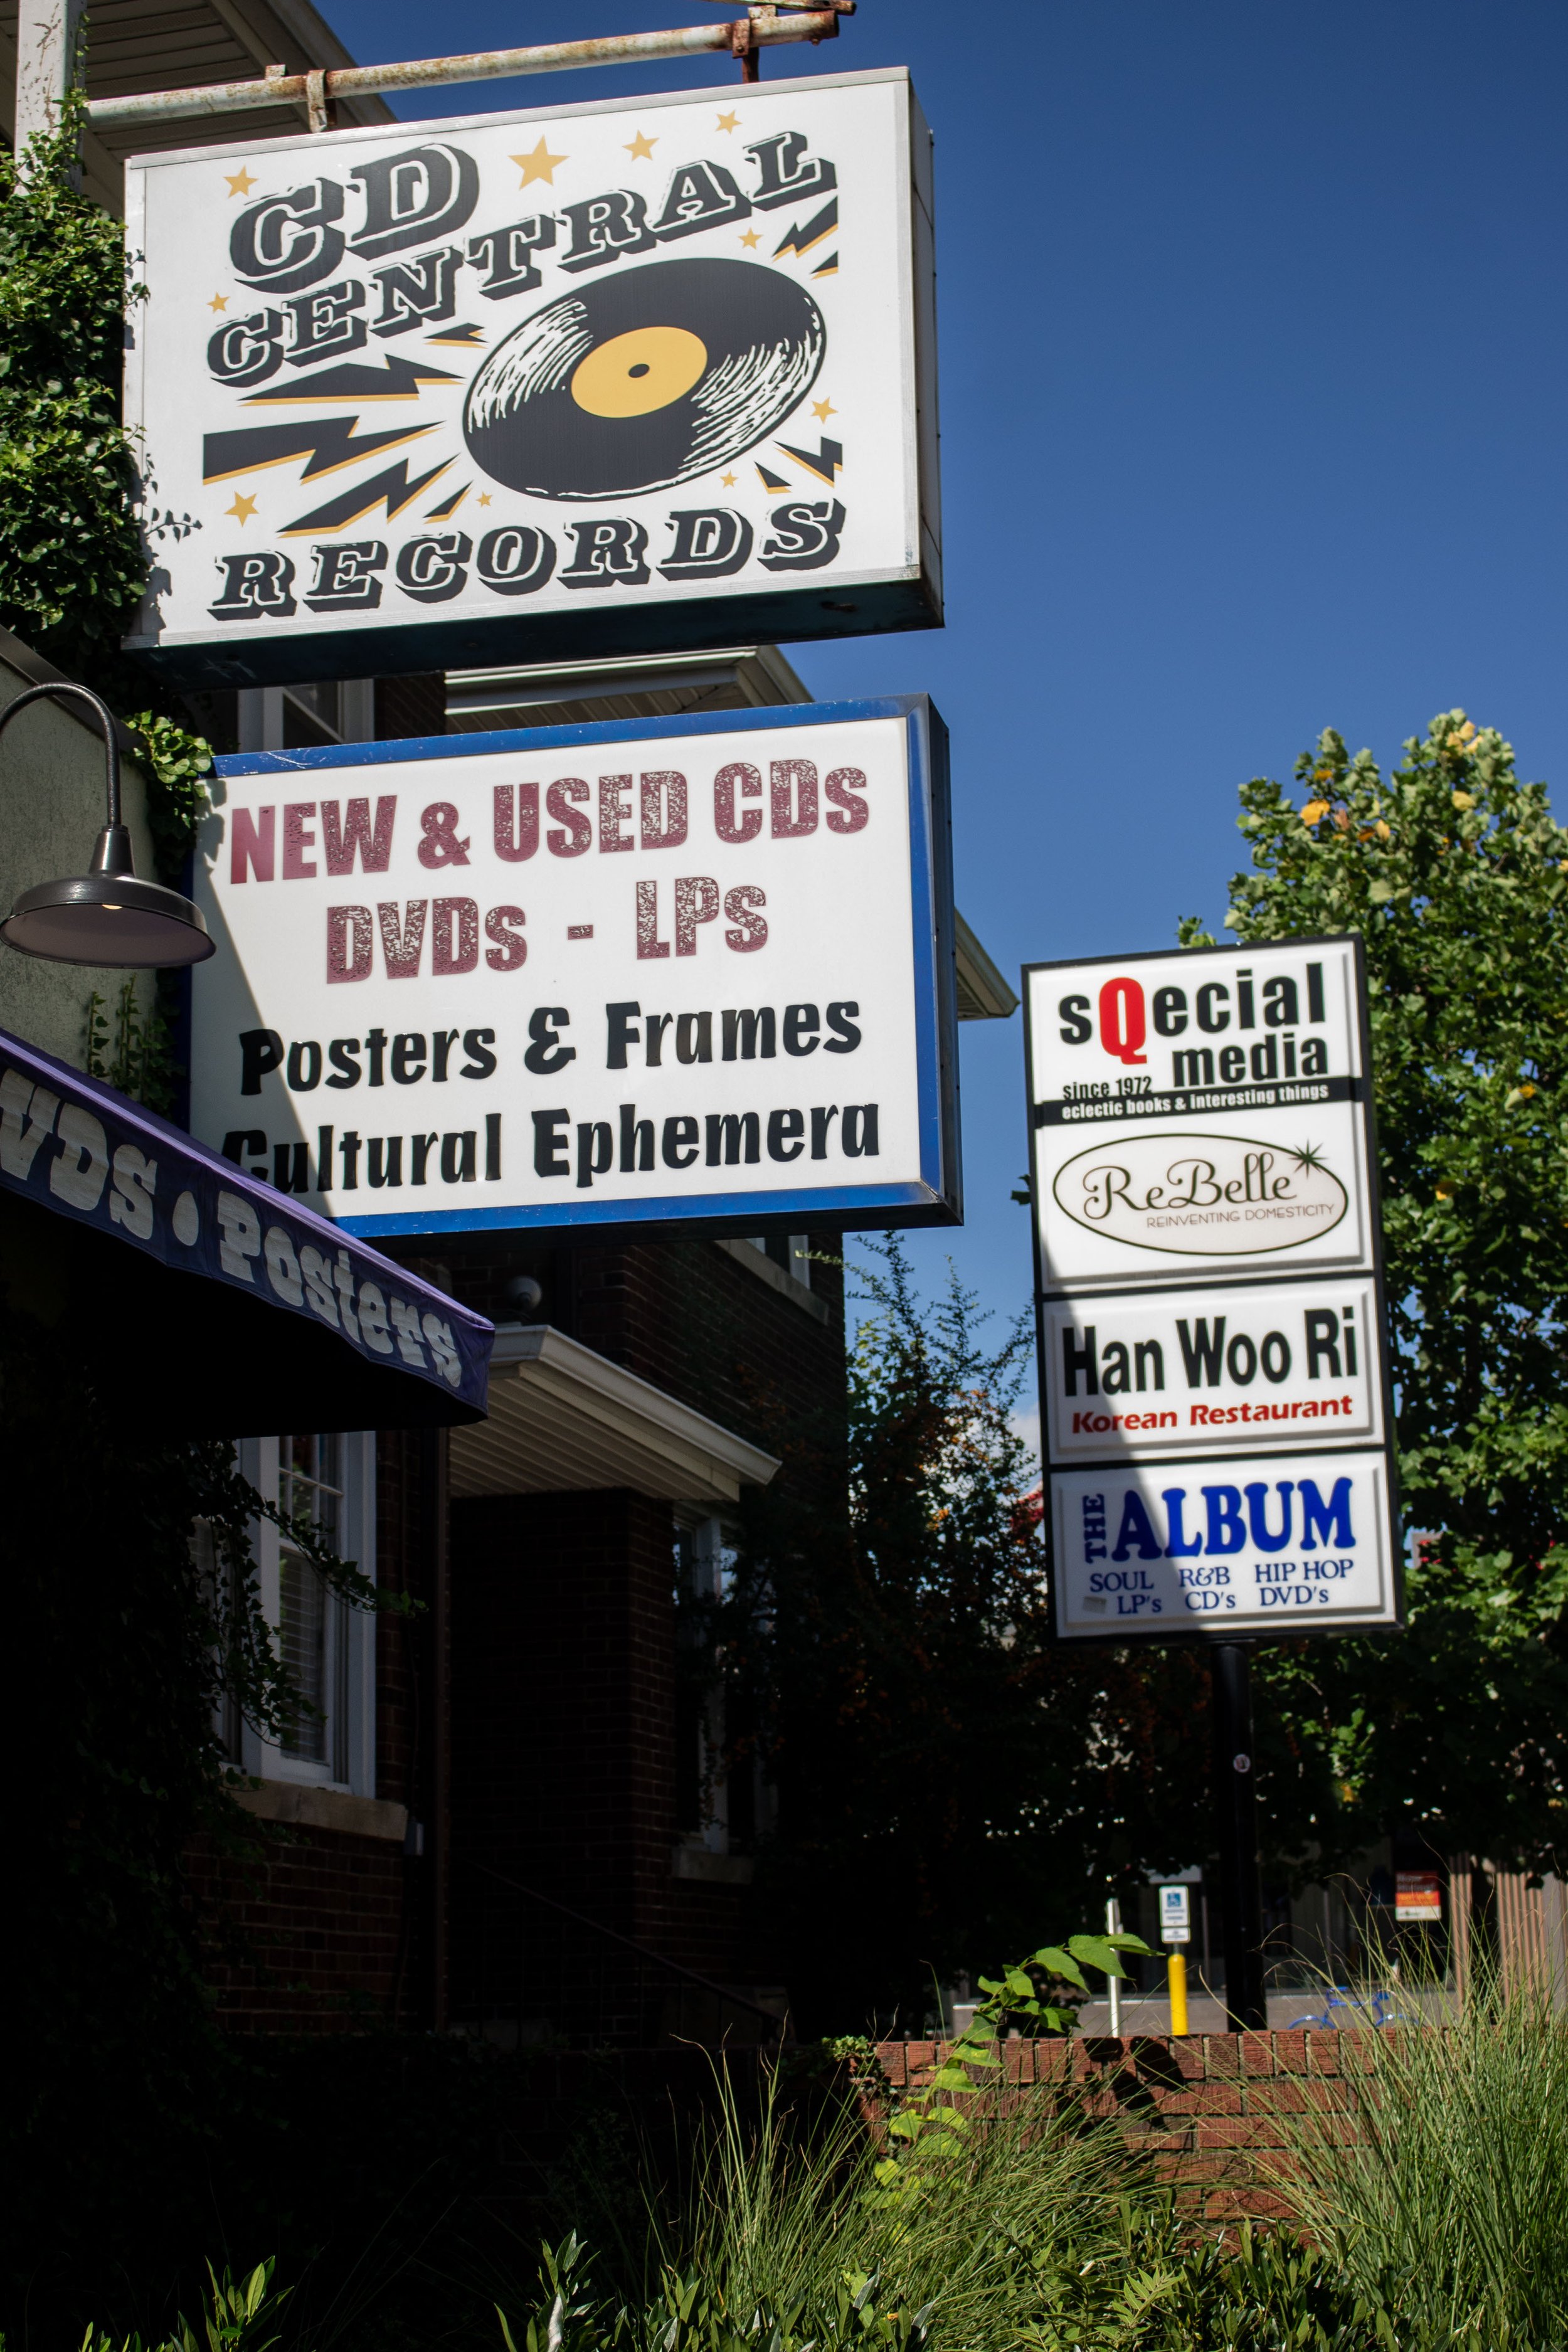 CD
CENTRAL
RECORDS
NEW & USED CDs
DVDs - LPs
Posters & Frames
Cultural Ephemera
VDS • Posters
sQecial
media
since 1972
eclectic books & interesting things
ReBelle
REINVENTING DOMESTICITY
Han Woo Ri
Korean Restaurant
THE ALBUM
SOUL R&B HIP HOP
LP's CD's DVD's